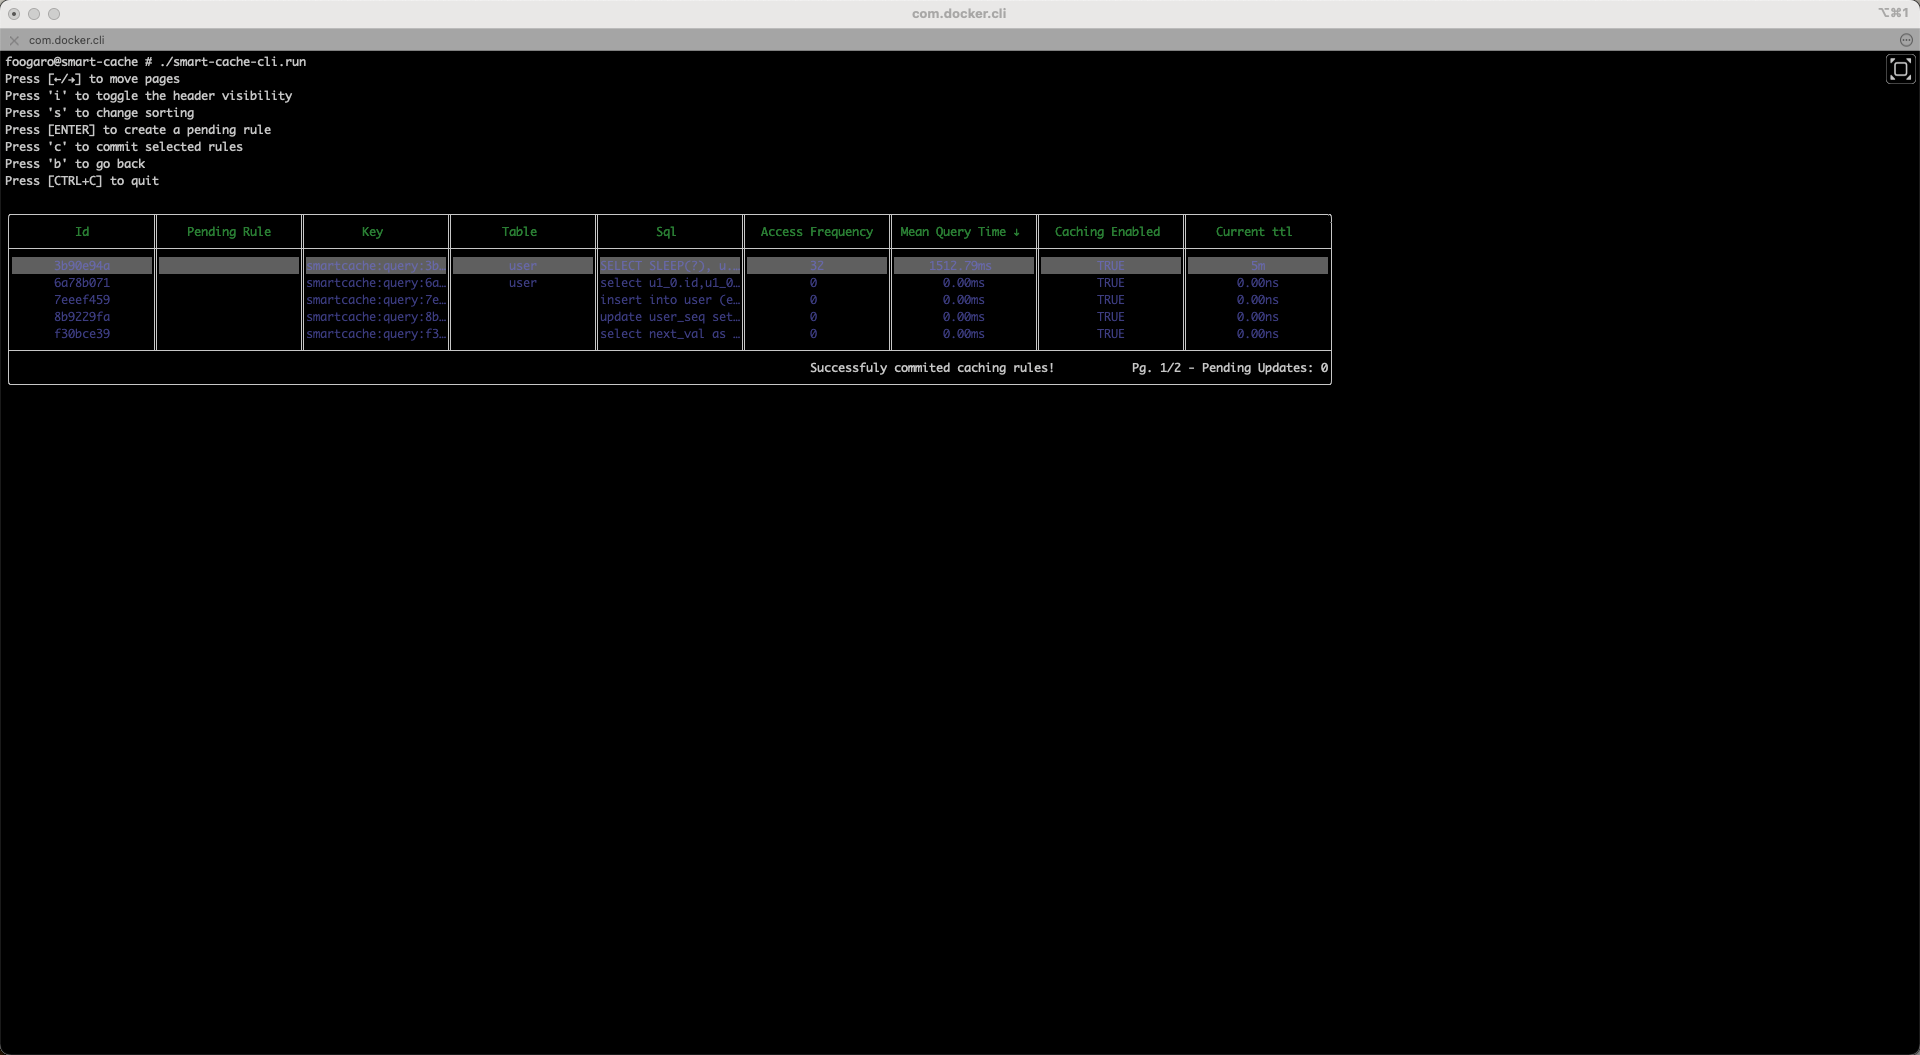 com.docker.cli
⌥⌘1
com.docker.cli
foogaro@smart-cache # ./smart-cache-cli.run
Press [←/→] to move pages
Press 'i' to toggle the header visibility
Press 's' to change sorting
Press [ENTER] to create a pending rule
Press 'c' to commit selected rules
Press 'b' to go back
Press [CTRL+C] to quit
Id Pending Rule Key Table Sql Access Frequency Mean Query Time ↓ Caching Enabled Current ttl
3b90e94a smartcache:query:3b… user SELECT SLEEP(?), u… 32 1512.79ms TRUE 5m
6a78b071 smartcache:query:6a… user select u1_0.id,u1_0… 0 0.00ms TRUE 0.00ns
7eeef459 smartcache:query:7e… insert into user (e… 0 0.00ms TRUE 0.00ns
8b9229fa smartcache:query:8b… update user_seq set… 0 0.00ms TRUE 0.00ns
f30bce39 smartcache:query:f3… select next_val as … 0 0.00ms TRUE 0.00ns
Successfuly commited caching rules! Pg. 1/2 - Pending Updates: 0